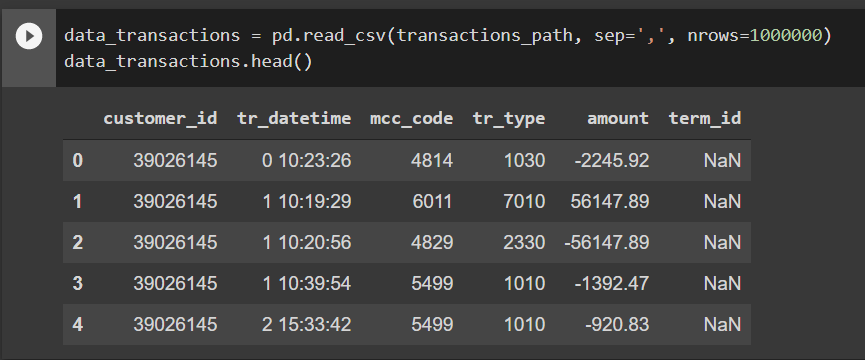 data_transactions = pd.read_csv(transactions_path, sep=',', nrows=1000000)
data_transactions.head()
customer_id tr_datetime mcc_code tr_type amount term_id
0 39026145 0 10:23:26 4814 1030 -2245.92 NaN
1 39026145 1 10:19:29 6011 7010 56147.89 NaN
2 39026145 1 10:20:56 4829 2330 -56147.89 NaN
3 39026145 1 10:39:54 5499 1010 -1392.47 NaN
4 39026145 2 15:33:42 5499 1010 -920.83 NaN